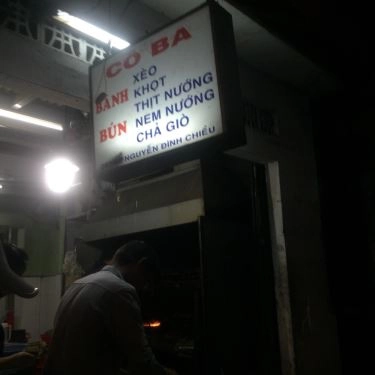 CÔ BA
XÈO
BÁNH KHỌT
THỊT NƯỚNG
BÚN NEM NƯỚNG
CHẢ GIÒ
NGUYỄN ĐÌNH CHIỂU